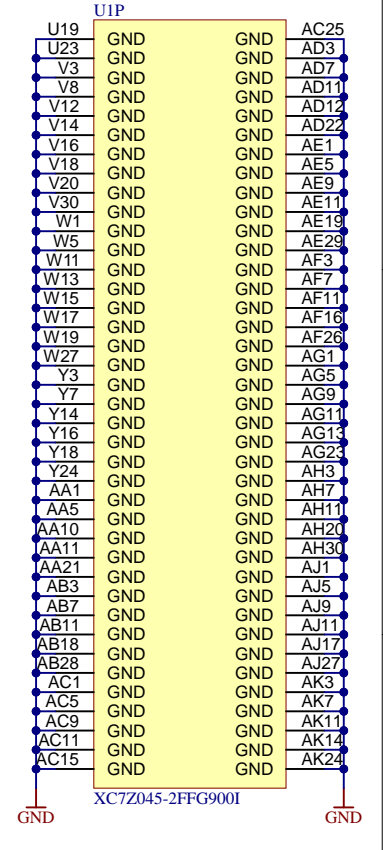 U1P
U19 GND GND AC25
U23 GND GND AD3
V3 GND GND AD7
V8 GND GND AD11
V12 GND GND AD12
V14 GND GND AD22
V16 GND GND AE1
V18 GND GND AE5
V20 GND GND AE9
V30 GND GND AE11
W1 GND GND AE19
W5 GND GND AE29
W11 GND GND AF3
W13 GND GND AF7
W15 GND GND AF11
W17 GND GND AF16
W19 GND GND AF26
W27 GND GND AG1
Y3 GND GND AG5
Y7 GND GND AG9
Y14 GND GND AG11
Y16 GND GND AG13
Y18 GND GND AG23
Y24 GND GND AH3
AA1 GND GND AH7
AA5 GND GND AH11
AA10 GND GND AH20
AA11 GND GND AH30
AA21 GND GND AJ1
AB3 GND GND AJ5
AB7 GND GND AJ9
AB11 GND GND AJ11
AB18 GND GND AJ17
AB28 GND GND AJ27
AC1 GND GND AK3
AC5 GND GND AK7
AC9 GND GND AK11
AC11 GND GND AK14
AC15 GND GND AK24
XC7Z045-2FFG900I
GND GND